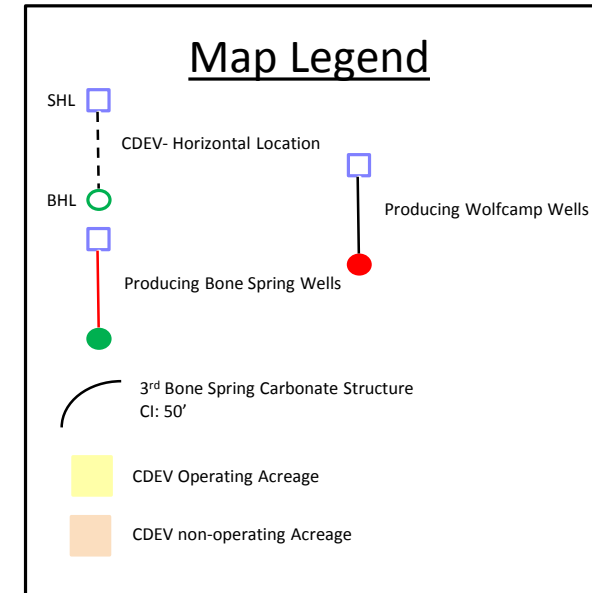 Map Legend
SHL
CDEV- Horizontal Location
BHL
Producing Wolfcamp Wells
Producing Bone Spring Wells
3rd Bone Spring Carbonate Structure
CI: 50’
CDEV Operating Acreage
CDEV non-operating Acreage